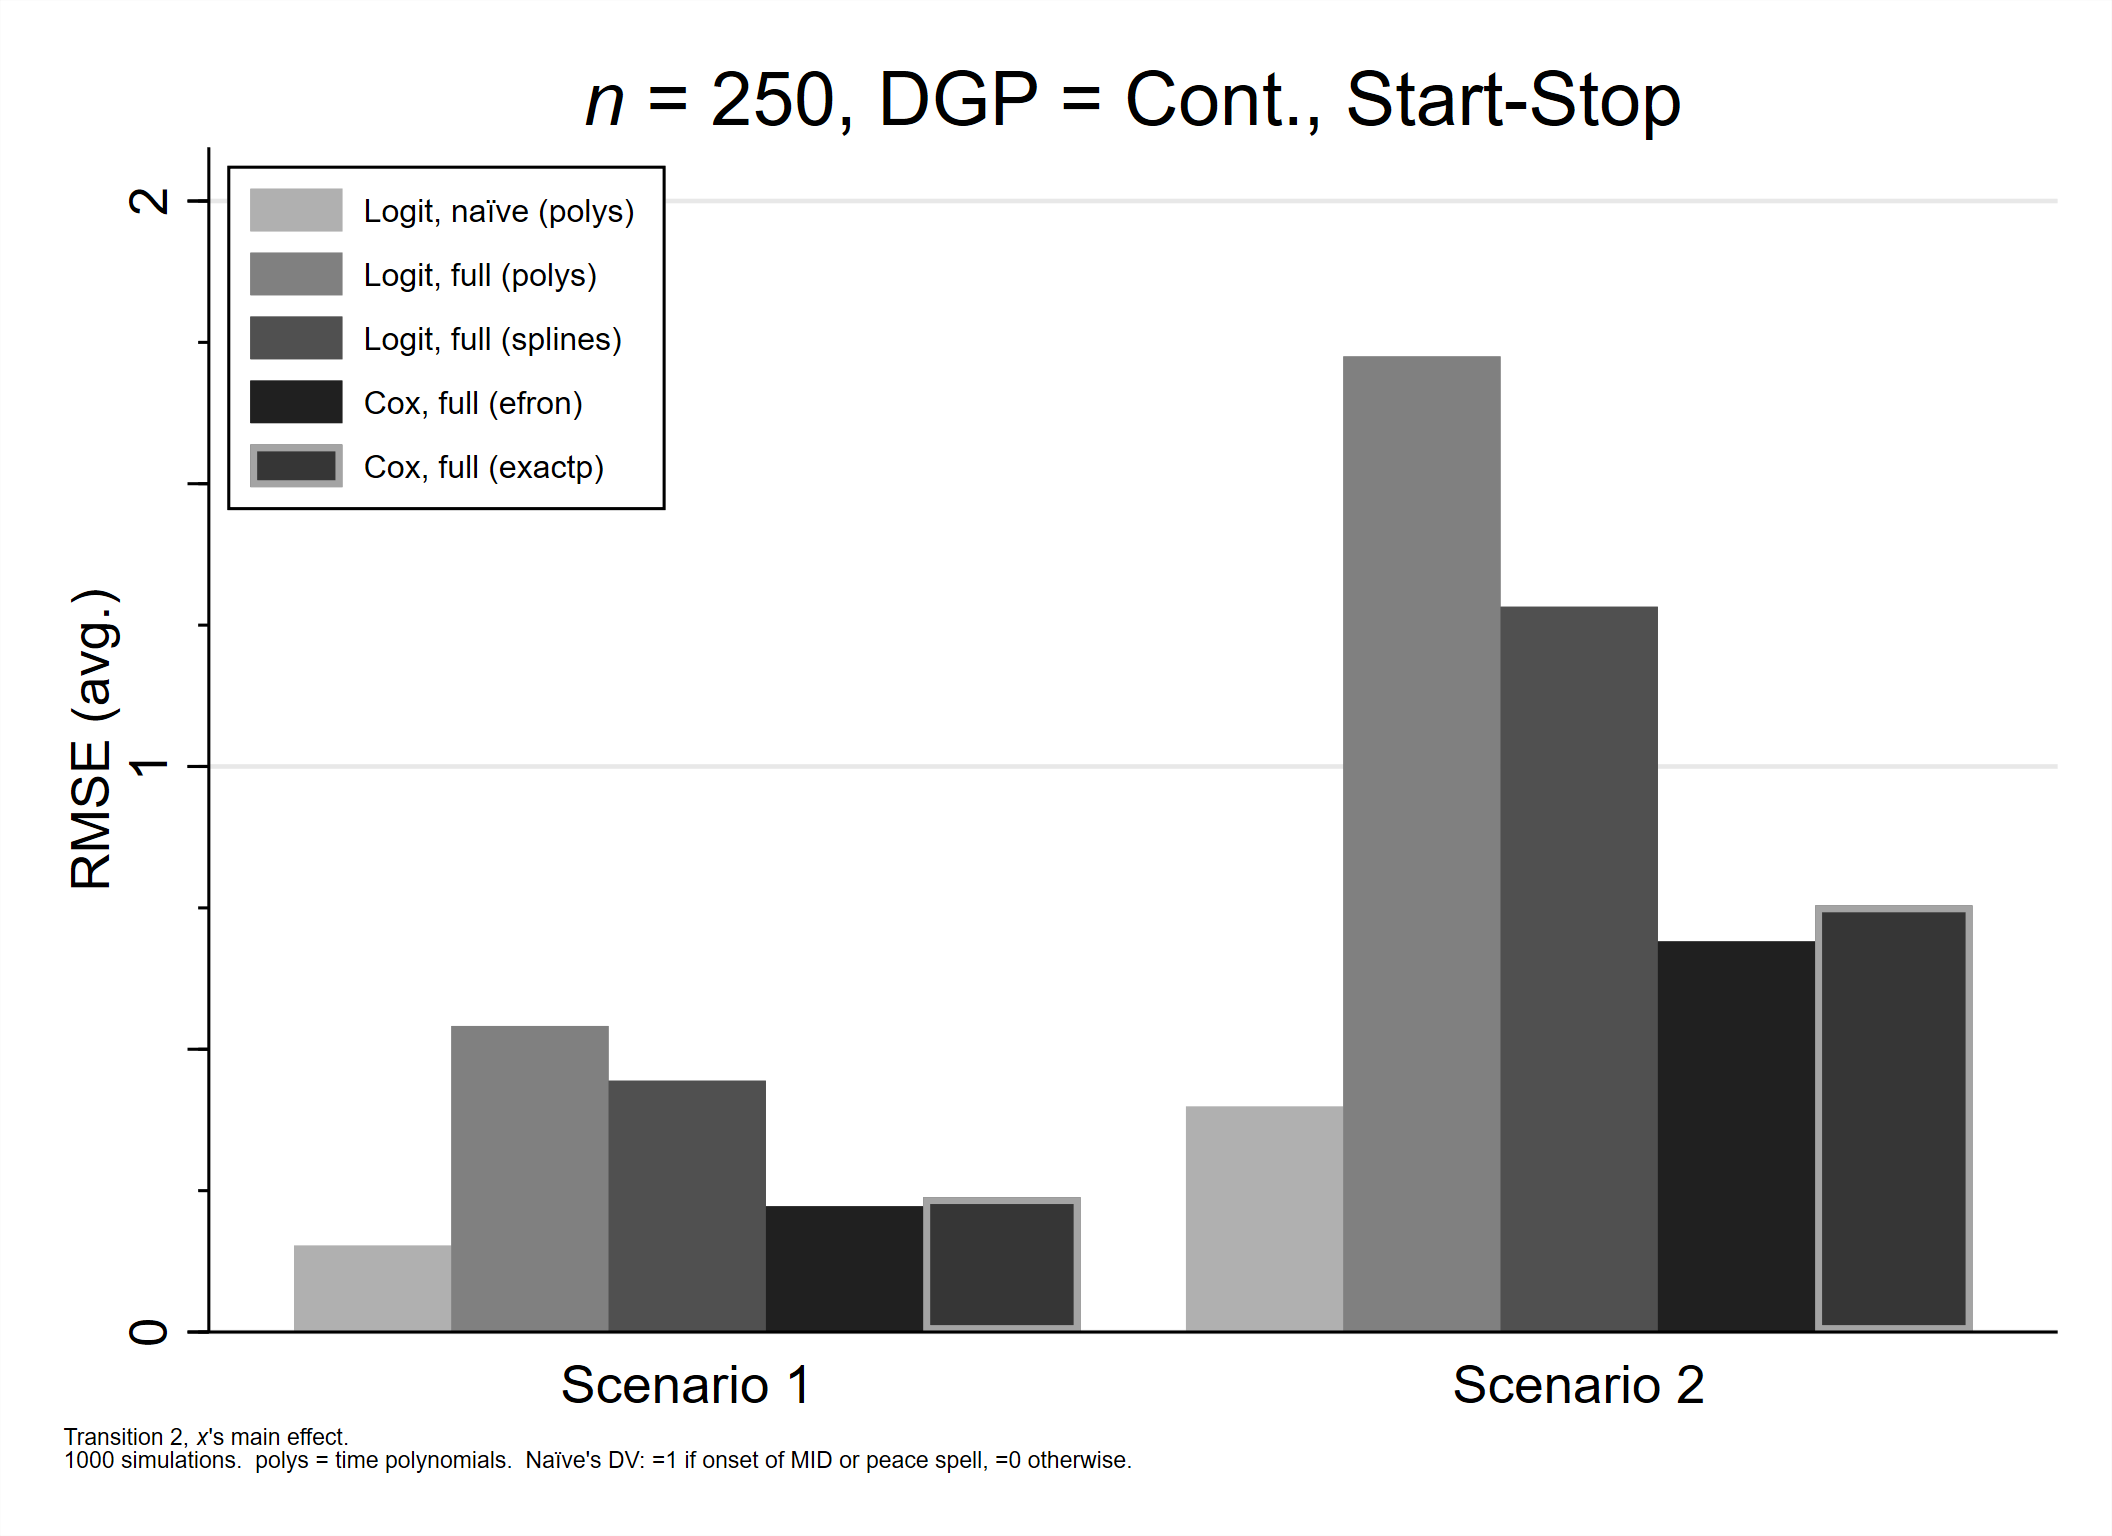 n = 250, DGP = Cont., Start-Stop
Logit, naïve (polys)
Logit, full (polys)
Logit, full (splines)
Cox, full (efron)
Cox, full (exactp)
RMSE (avg.)
2
1
0
Scenario 1
Scenario 2
Transition 2, x's main effect.
1000 simulations.  polys = time polynomials.  Naïve's DV: =1 if onset of MID or peace spell, =0 otherwise.